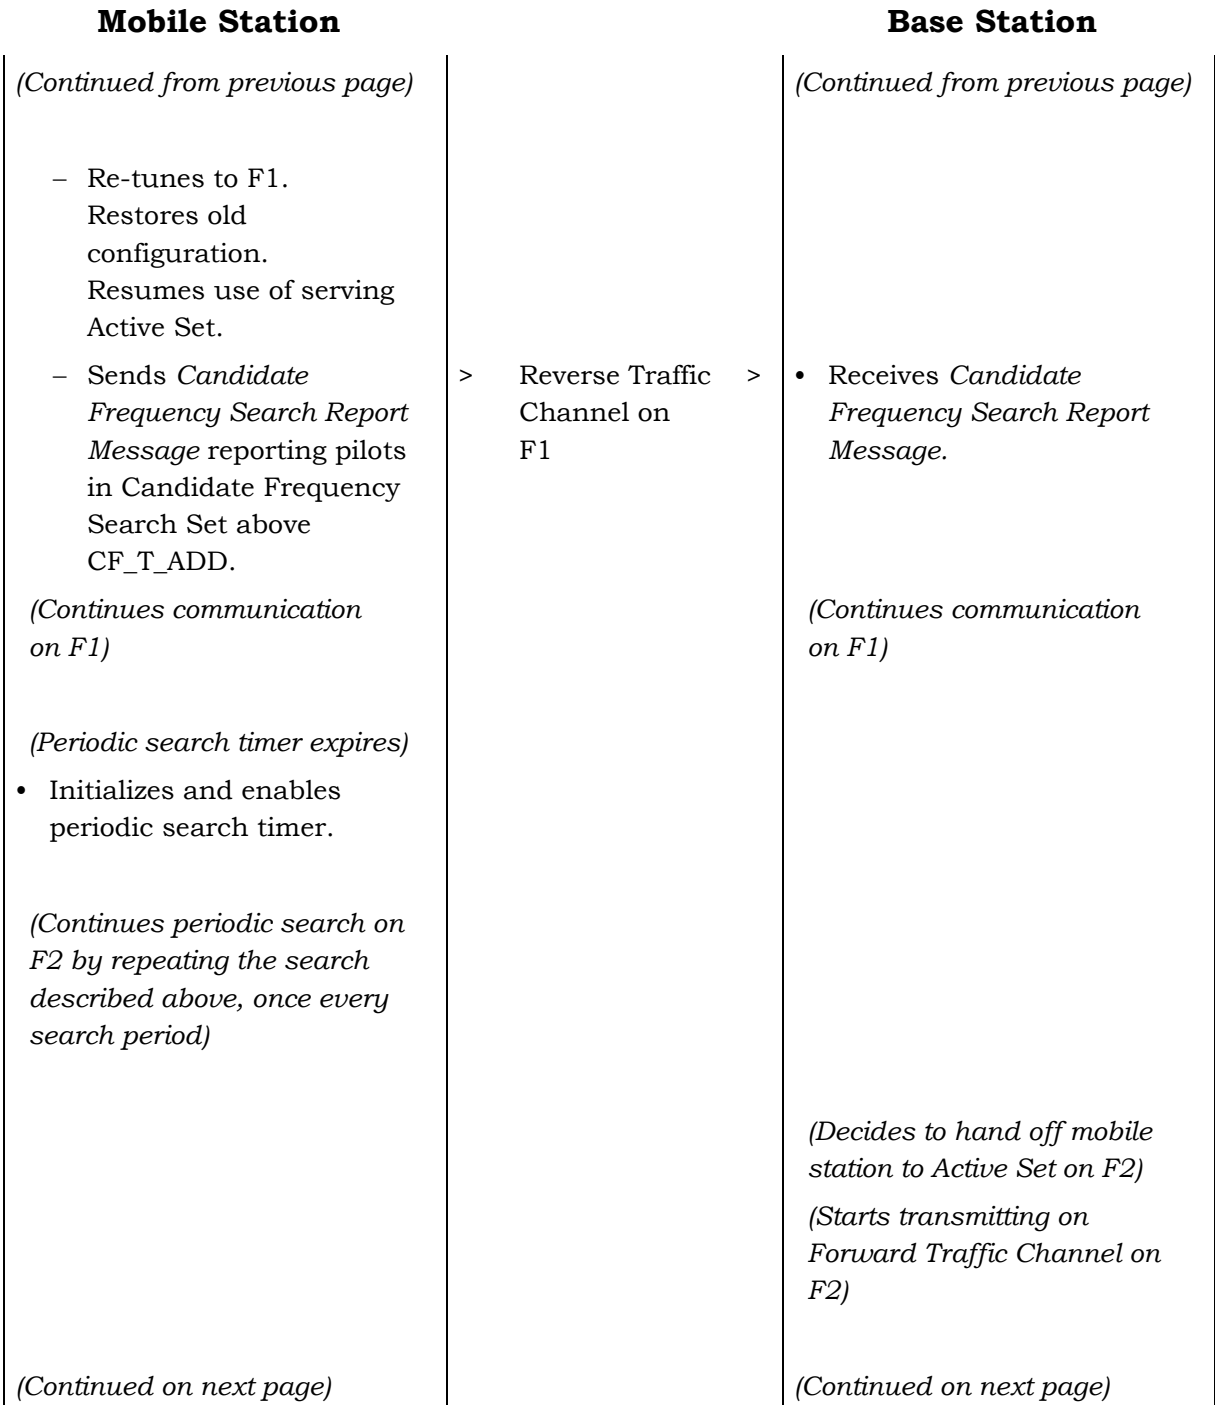 Mobile Station Base Station
(Continued from previous page) (Continued from previous page)
– Re-tunes to F1.
Restores old
configuration.
Resumes use of serving
Active Set.
– Sends Candidate > Reverse Traffic > • Receives Candidate
Frequency Search Report Channel on Frequency Search Report
Message reporting pilots F1 Message.
in Candidate Frequency
Search Set above
CF_T_ADD.
(Continues communication (Continues communication
on F1) on F1)
(Periodic search timer expires)
• Initializes and enables
periodic search timer.
(Continues periodic search on
F2 by repeating the search
described above, once every
search period)
(Decides to hand off mobile
station to Active Set on F2)
(Starts transmitting on
Forward Traffic Channel on
F2)
(Continued on next page) (Continued on next page)